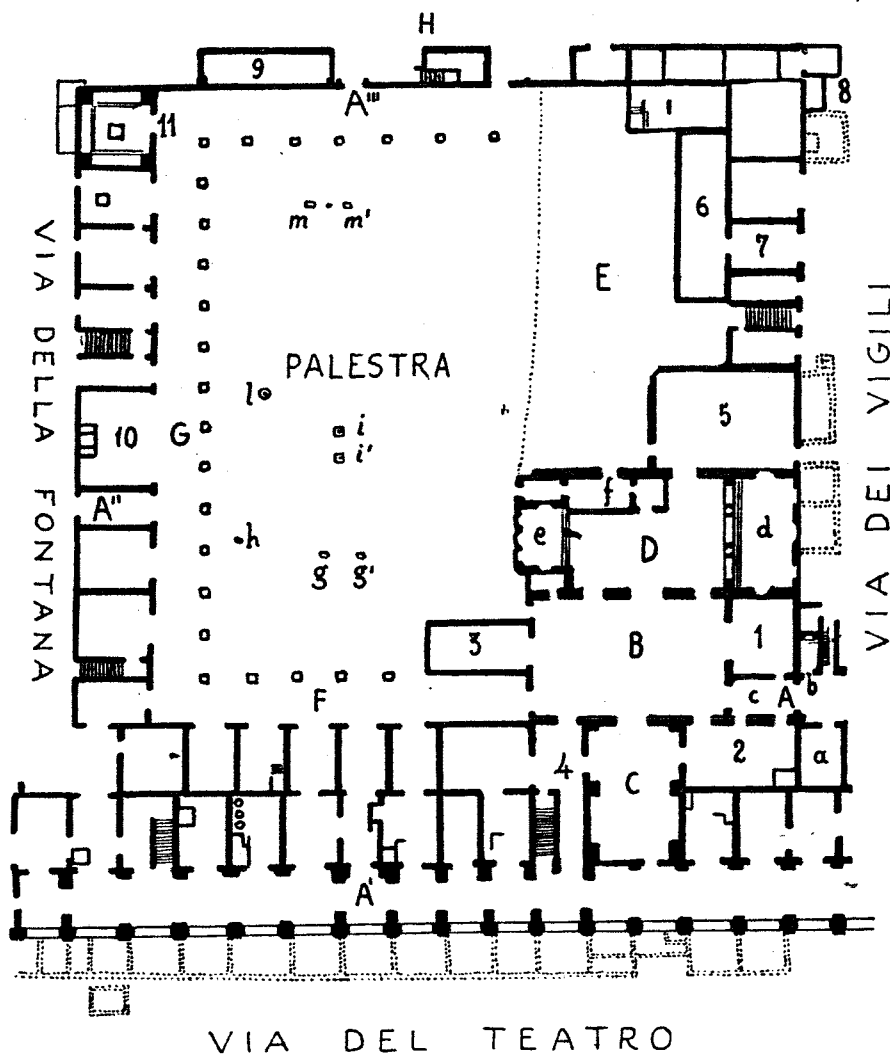 H
9
A'''
8
11
1
6
m m'
7
E
VIA DELLA FONTANA
PALESTRA
VIA DEI VIGILI
l
i
i'
10
G
5
A''
f
e
D
d
h
g g'
3
B
1
b
c A
F
4
C
2
a
A'
VIA DEL TEATRO